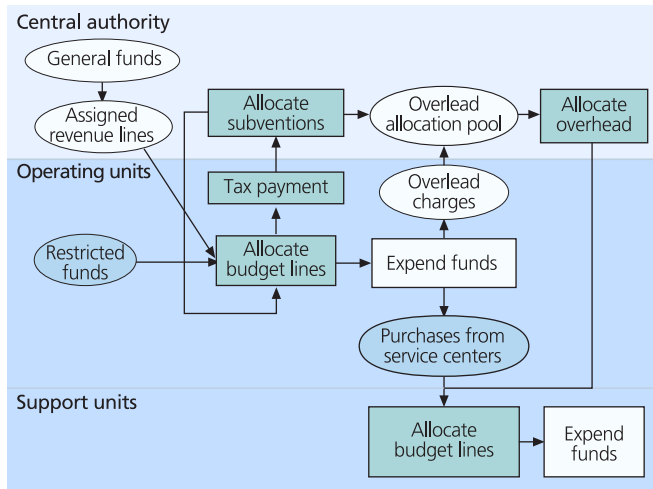 Central authority
General funds
Assigned
revenue lines
Allocate
subventions
Overlead
allocation pool
Allocate
overhead
Operating units
Tax payment
Overlead
charges
Restricted
funds
Allocate
budget lines
Expend funds
Purchases from
service centers
Support units
Allocate
budget lines
Expend
funds